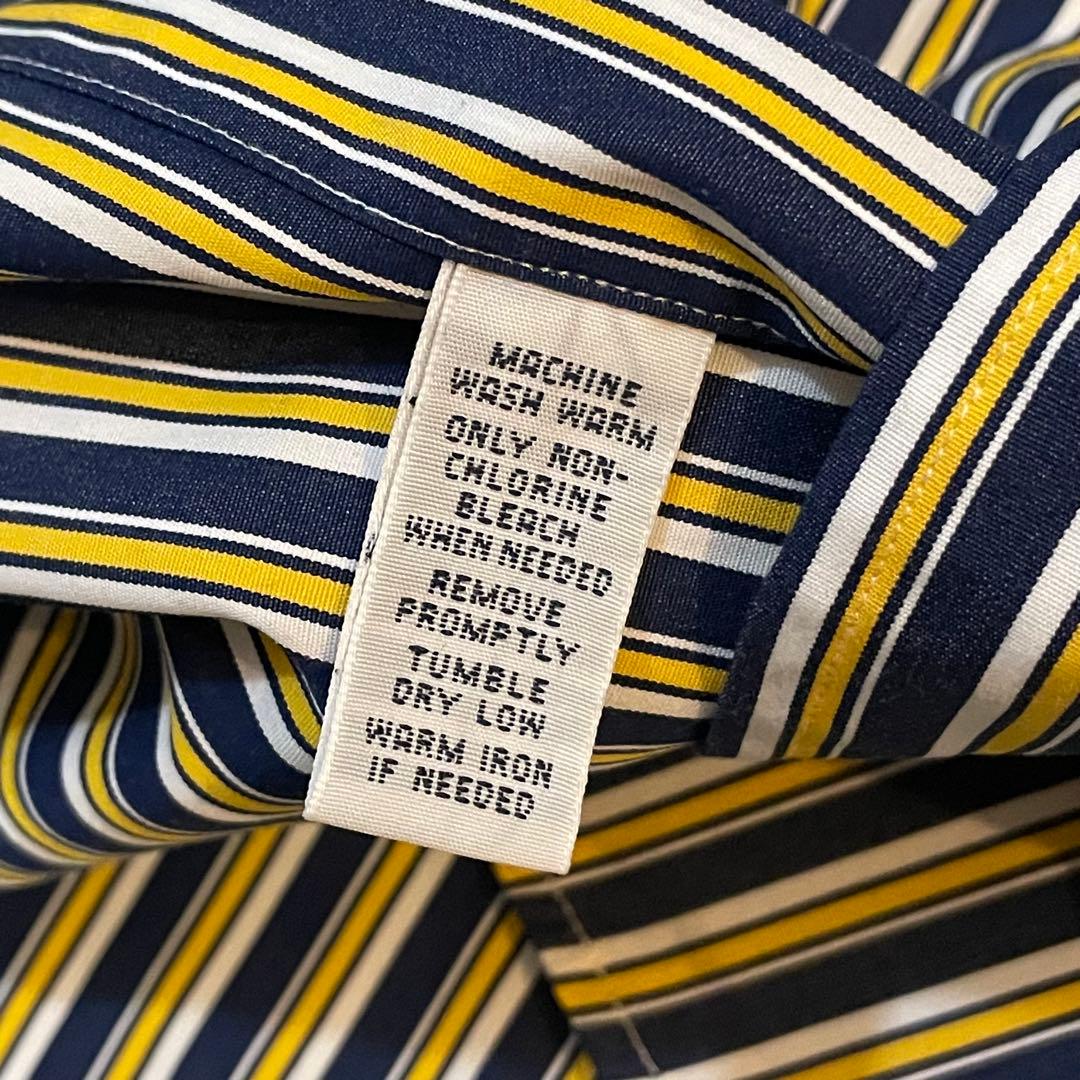 MACHINE
WASH WARM
ONLY NON-
CHLORINE
BLEACH
WHEN NEEDED
REMOVE
PROMPTLY
TUMBLE
DRY LOW
WARM IRON
IF NEEDED